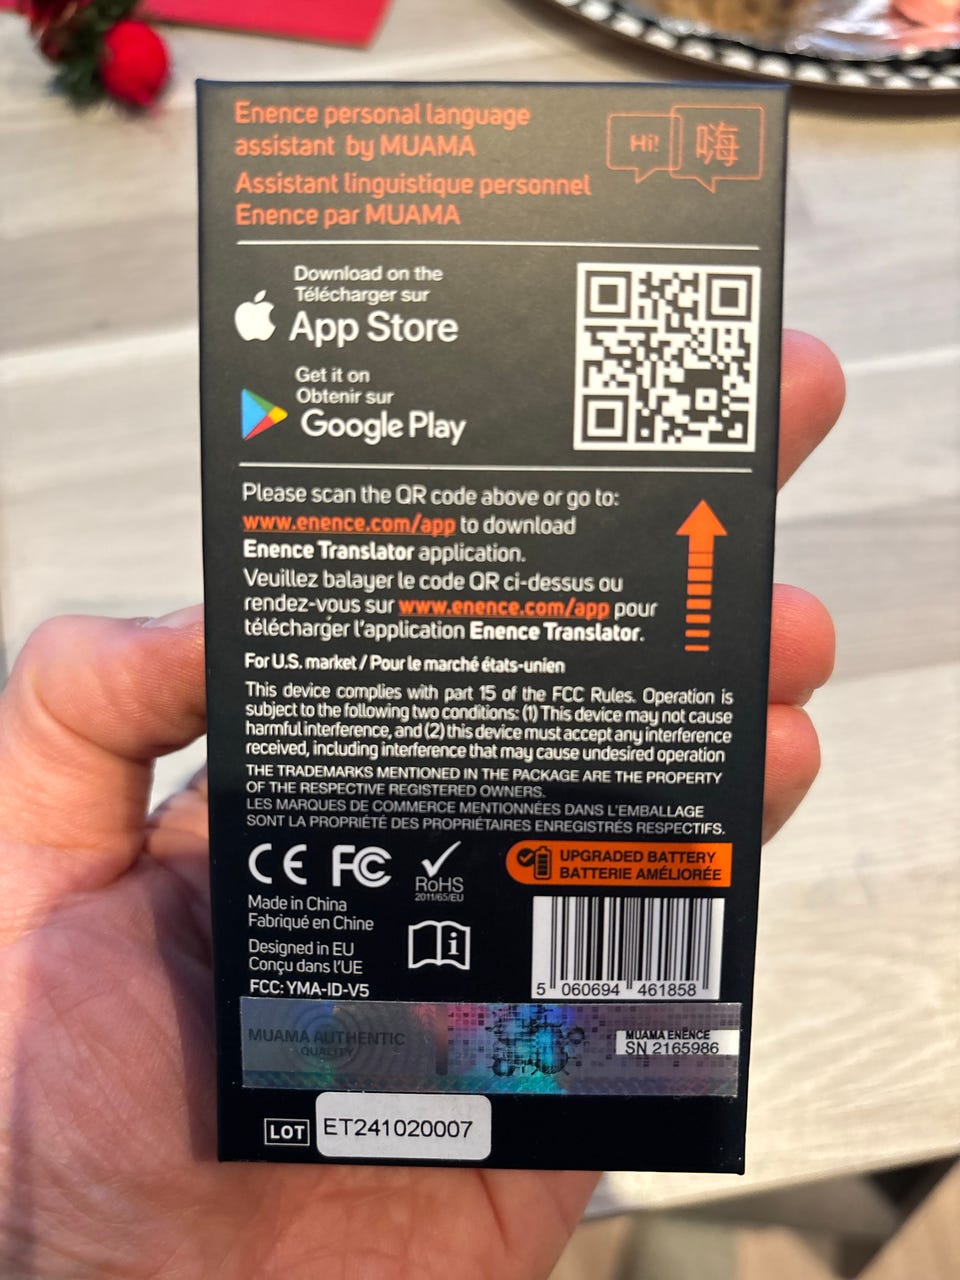 Enence personal language
assistant by MUAMA
Assistant linguistique personnel
Enence par MUAMA
Hi!
嗨
Download on the
Télécharger sur
App Store
Get it on
Obtenir sur
Google Play
Please scan the QR code above or go to:
www.enence.com/app to download
Enence Translator application.
Veuillez balayer le code QR ci-dessus ou
rendez-vous sur www.enence.com/app pour
télécharger l'application Enence Translator.
For U.S. market / Pour le marché états-unien
This device complies with part 15 of the FCC Rules. Operation is
subject to the following two conditions: (1) This device may not cause
harmful interference, and (2) this device must accept any interference
received, including interference that may cause undesired operation
THE TRADEMARKS MENTIONED IN THE PACKAGE ARE THE PROPERTY
OF THE RESPECTIVE REGISTERED OWNERS.
LES MARQUES DE COMMERCE MENTIONNÉES DANS L'EMBALLAGE
SONT LA PROPRIÉTÉ DES PROPRIÉTAIRES ENREGISTRÉS RESPECTIFS.
CE FC
RoHS
2011/65/EU
UPGRADED BATTERY
BATTERIE AMÉLIORÉE
Made in China
Fabriqué en Chine
Designed in EU
Conçu dans l'UE
FCC: YMA-ID-V5
i
5 060694 461858
MUAMA AUTHENTIC
QUALITY
MUAMA ENENCE
SN 2165986
LOT
ET241020007